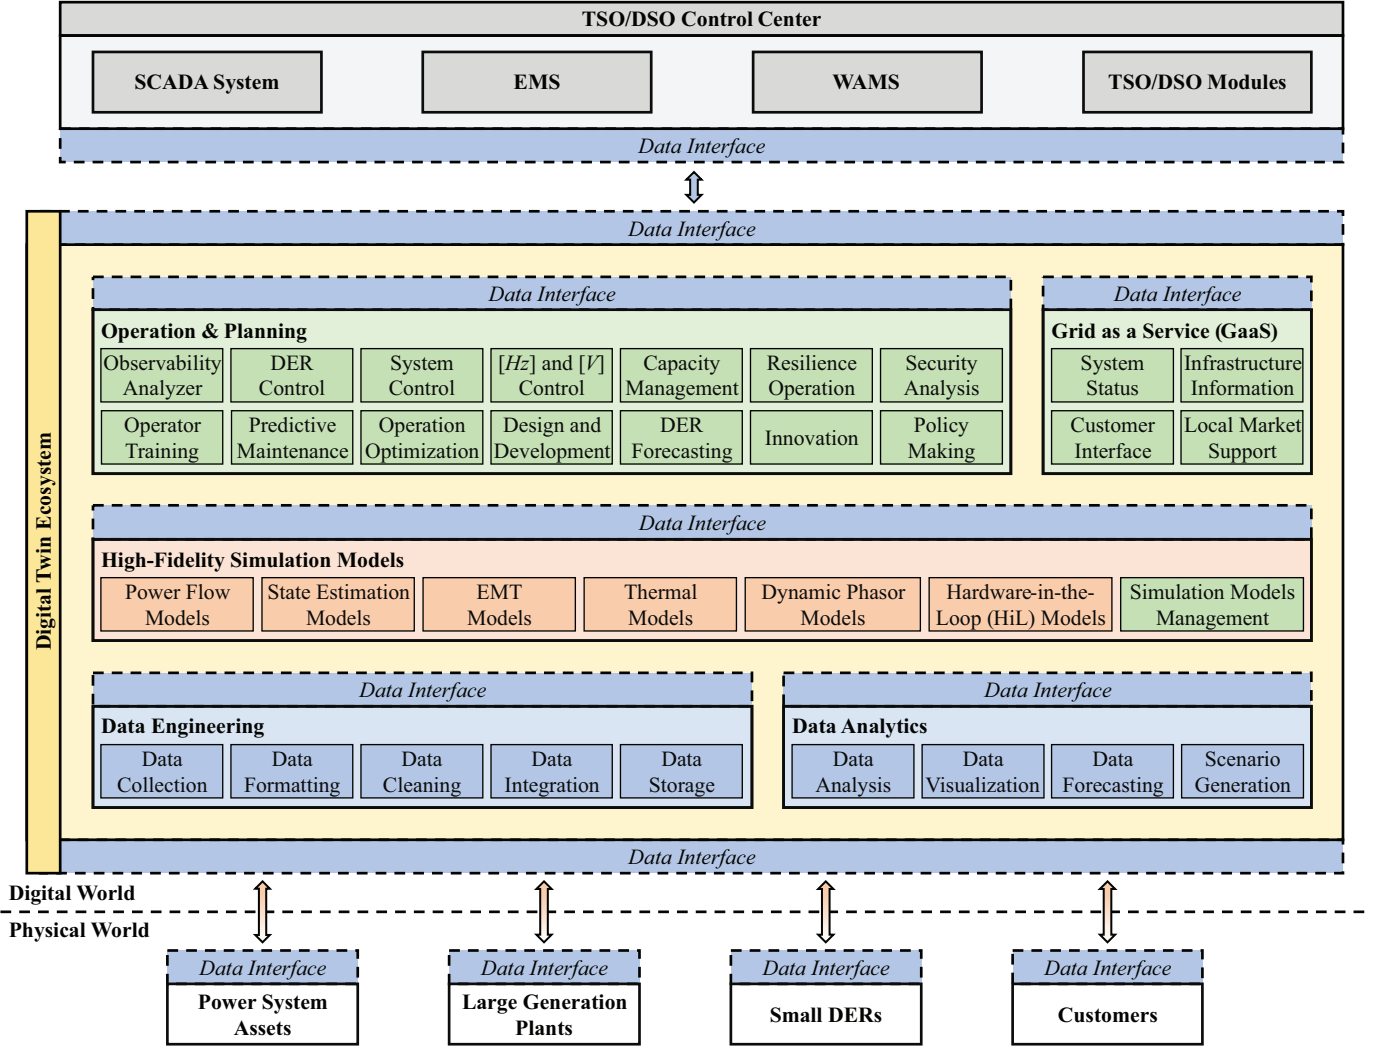 TSO/DSO Control Center
SCADA System
EMS
WAMS
TSO/DSO Modules
Data Interface
Data Interface
Digital Twin Ecosystem
Data Interface
Operation & Planning
Observability
Analyzer
DER
Control
System
Control
[Hz] and [V]
Control
Capacity
Management
Resilience
Operation
Security
Analysis
Operator
Training
Predictive
Maintenance
Operation
Optimization
Design and
Development
DER
Forecasting
Innovation
Policy
Making
Data Interface
Grid as a Service (GaaS)
System
Status
Infrastructure
Information
Customer
Interface
Local Market
Support
Data Interface
High-Fidelity Simulation Models
Power Flow
Models
State Estimation
Models
EMT
Models
Thermal
Models
Dynamic Phasor
Models
Hardware-in-the-
Loop (HiL) Models
Simulation Models
Management
Data Interface
Data Engineering
Data
Collection
Data
Formatting
Data
Cleaning
Data
Integration
Data
Storage
Data Interface
Data Analytics
Data
Analysis
Data
Visualization
Data
Forecasting
Scenario
Generation
Data Interface
Digital World
Physical World
Data Interface
Power System
Assets
Data Interface
Large Generation
Plants
Data Interface
Small DERs
Data Interface
Customers